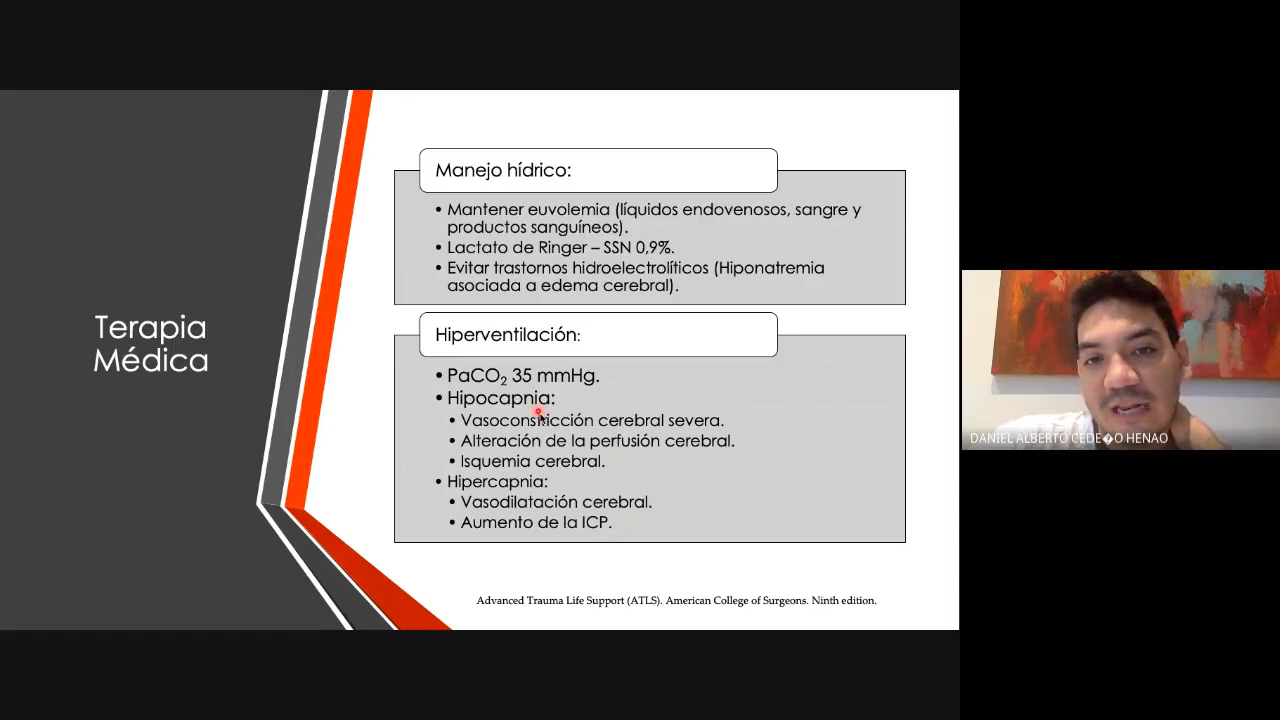 Terapia
Médica
Manejo hídrico:
• Mantener euvolemia (líquidos endovenosos, sangre y
productos sanguíneos).
• Lactato de Ringer – SSN 0,9%.
• Evitar trastornos hidroelectrolíticos (Hiponatremia
asociada a edema cerebral).
Hiperventilación:
• PaCO₂ 35 mmHg.
• Hipocapnia:
• Vasoconstricción cerebral severa.
• Alteración de la perfusión cerebral.
• Isquemia cerebral.
• Hipercapnia:
• Vasodilatación cerebral.
• Aumento de la ICP.
Advanced Trauma Life Support (ATLS). American College of Surgeons. Ninth edition.
DANIEL ALBERTO CEDE�O HENAO